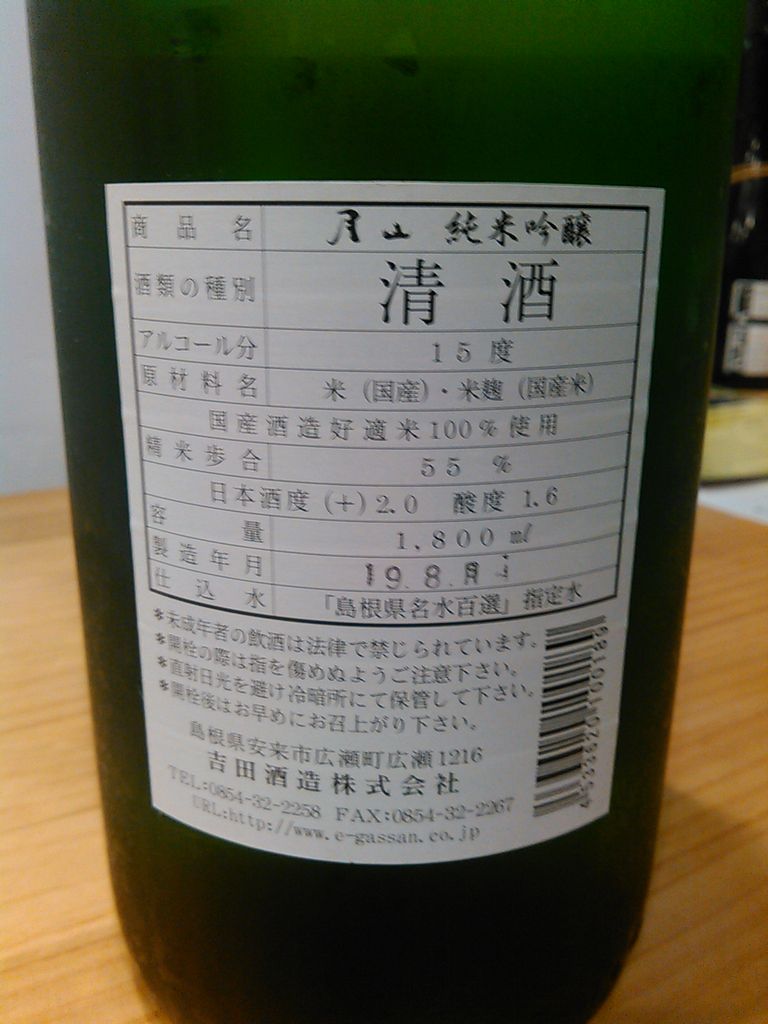 商品名 月山 純米吟醸
酒類の種別 清酒
アルコール分 15度
原材料名 米(国産)・米麹(国産米)
国産酒造好適米100%使用
精米歩合 55%
日本酒度(+)2.0 酸度1.6
容量 1,800ml
製造年月 19.8.月
仕込水 「島根県名水百選」指定水
*未成年者の飲酒は法律で禁じられています。
*開栓の際は指を傷めぬようご注意下さい。
*直射日光を避け冷暗所にて保管して下さい。
*開栓後はお早めにお召上がり下さい。
島根県安来市広瀬町広瀬1216
吉田酒造株式会社
TEL:0854-32-2258 FAX:0854-32-2267
URL:http://www.e-gassan.co.jp